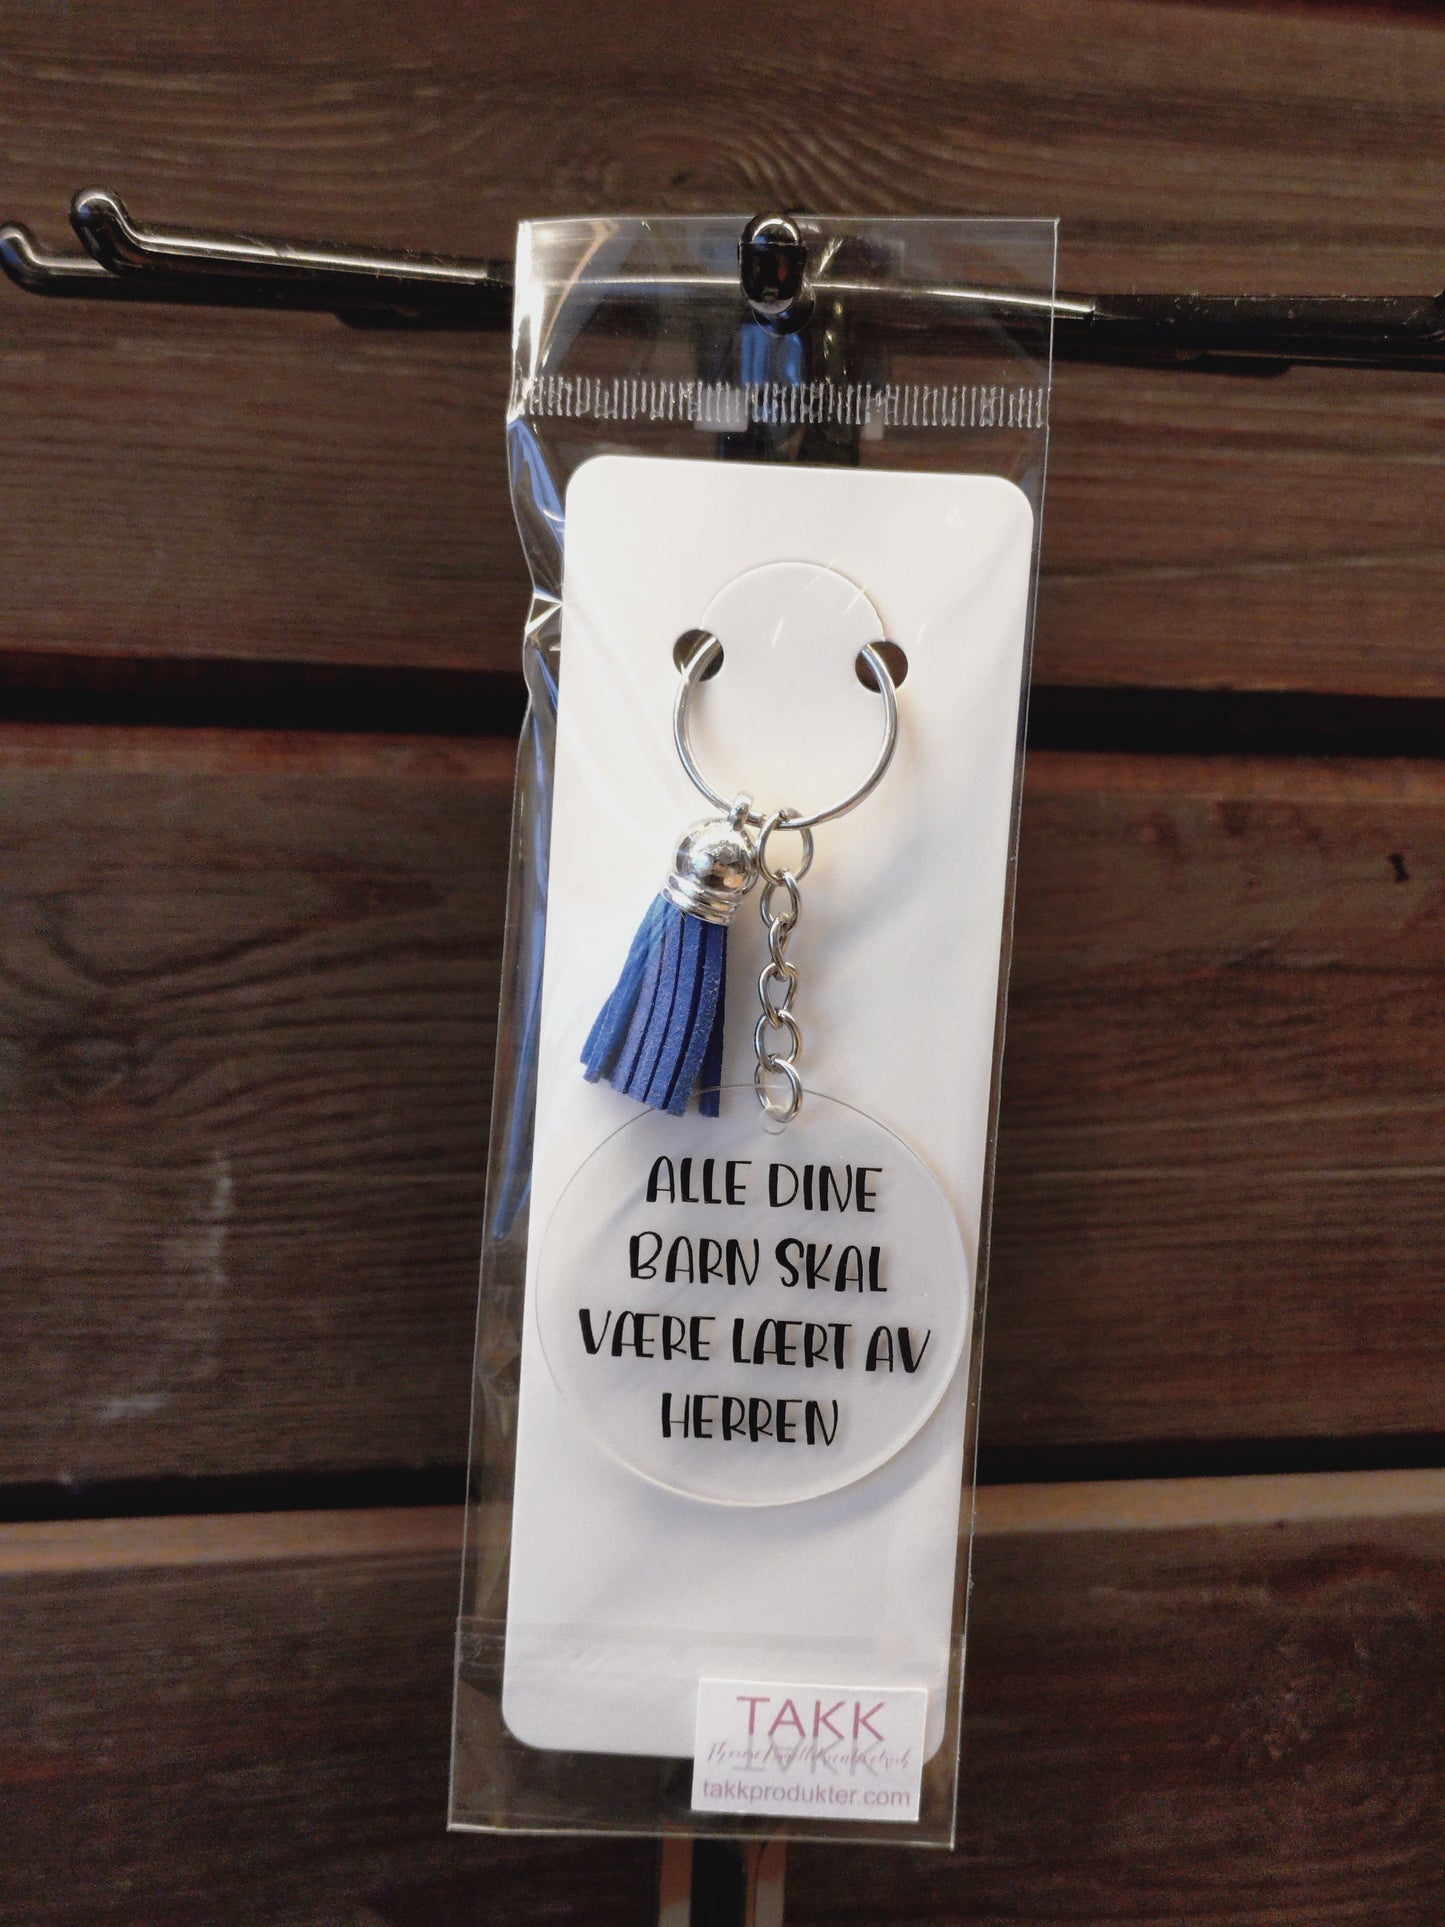 ALLE DINE
BARN SKAL
VÆRE LÆRT AV
HERREN
TAKK
takkprodukter.com